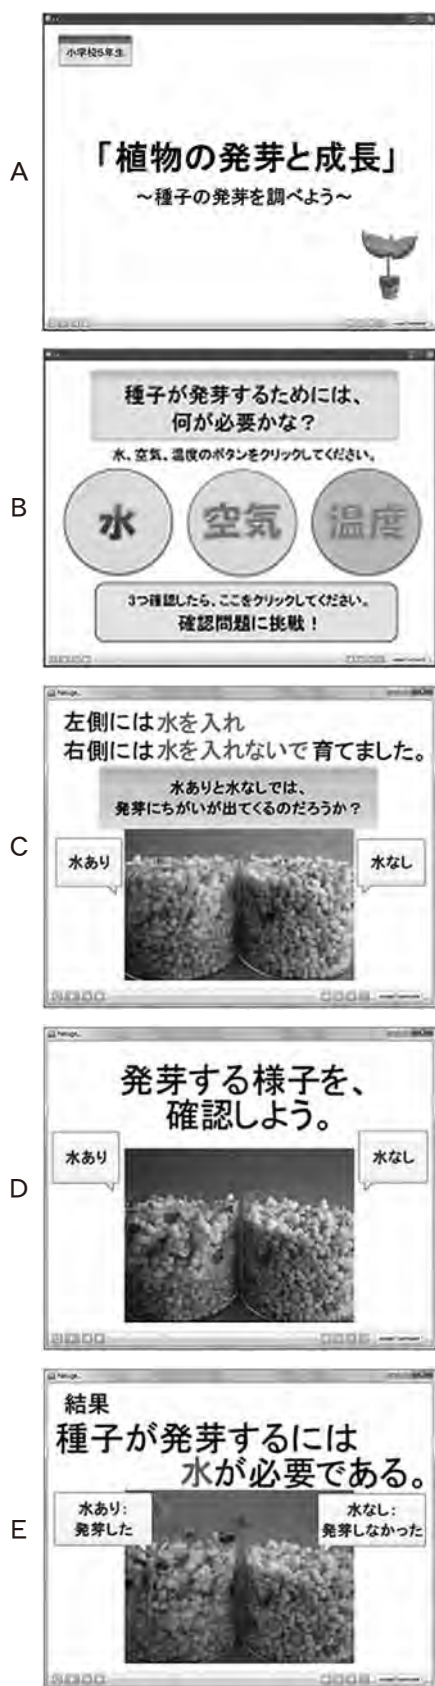 A
小学校5年生
「植物の発芽と成長」
～種子の発芽を調べよう～
B
種子が発芽するためには、
何が必要かな？
水、空気、温度のボタンをクリックしてください。
水 空気 温度
3つ確認したら、ここをクリックしてください。
確認問題に挑戦！
C
左側には水を入れ
右側には水を入れないで育てました。
水ありと水なしでは、
発芽にちがいが出てくるのだろうか？
水あり
水なし
D
発芽する様子を、
確認しよう。
水あり
水なし
E
結果
種子が発芽するには
水が必要である。
水あり：
発芽した
水なし：
発芽しなかった